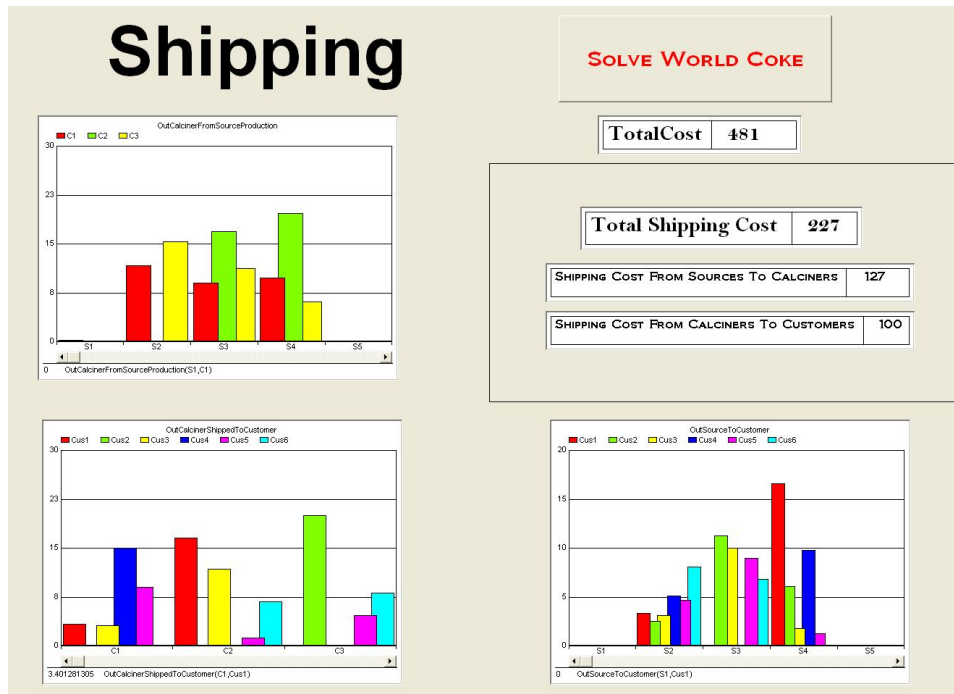 Shipping
SOLVE WORLD COKE
TotalCost 481
Total Shipping Cost 227
SHIPPING COST FROM SOURCES TO CALCINERS 127
SHIPPING COST FROM CALCINERS TO CUSTOMERS 100
OutCalcinerFromSourceProduction
C1 C2 C3
30
23
15
8
0
S1 S2 S3 S4 S5
0 OutCalcinerFromSourceProduction(S1,C1)
OutCalcinerShippedToCustomer
Cus1 Cus2 Cus3 Cus4 Cus5 Cus6
30
23
15
8
0
C1 C2 C3
3.401281305 OutCalcinerShippedToCustomer(C1,Cus1)
OutSourceToCustomer
Cus1 Cus2 Cus3 Cus4 Cus5 Cus6
20
15
10
5
0
S1 S2 S3 S4 S5
0 OutSourceToCustomer(S1,Cus1)